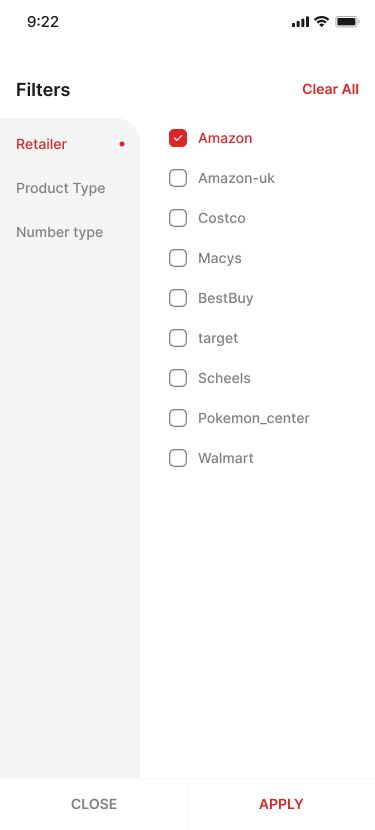 9:22
Filters
Clear All
Retailer
Product Type
Number type
Amazon
Amazon-uk
Costco
Macys
BestBuy
target
Scheels
Pokemon_center
Walmart
CLOSE
APPLY